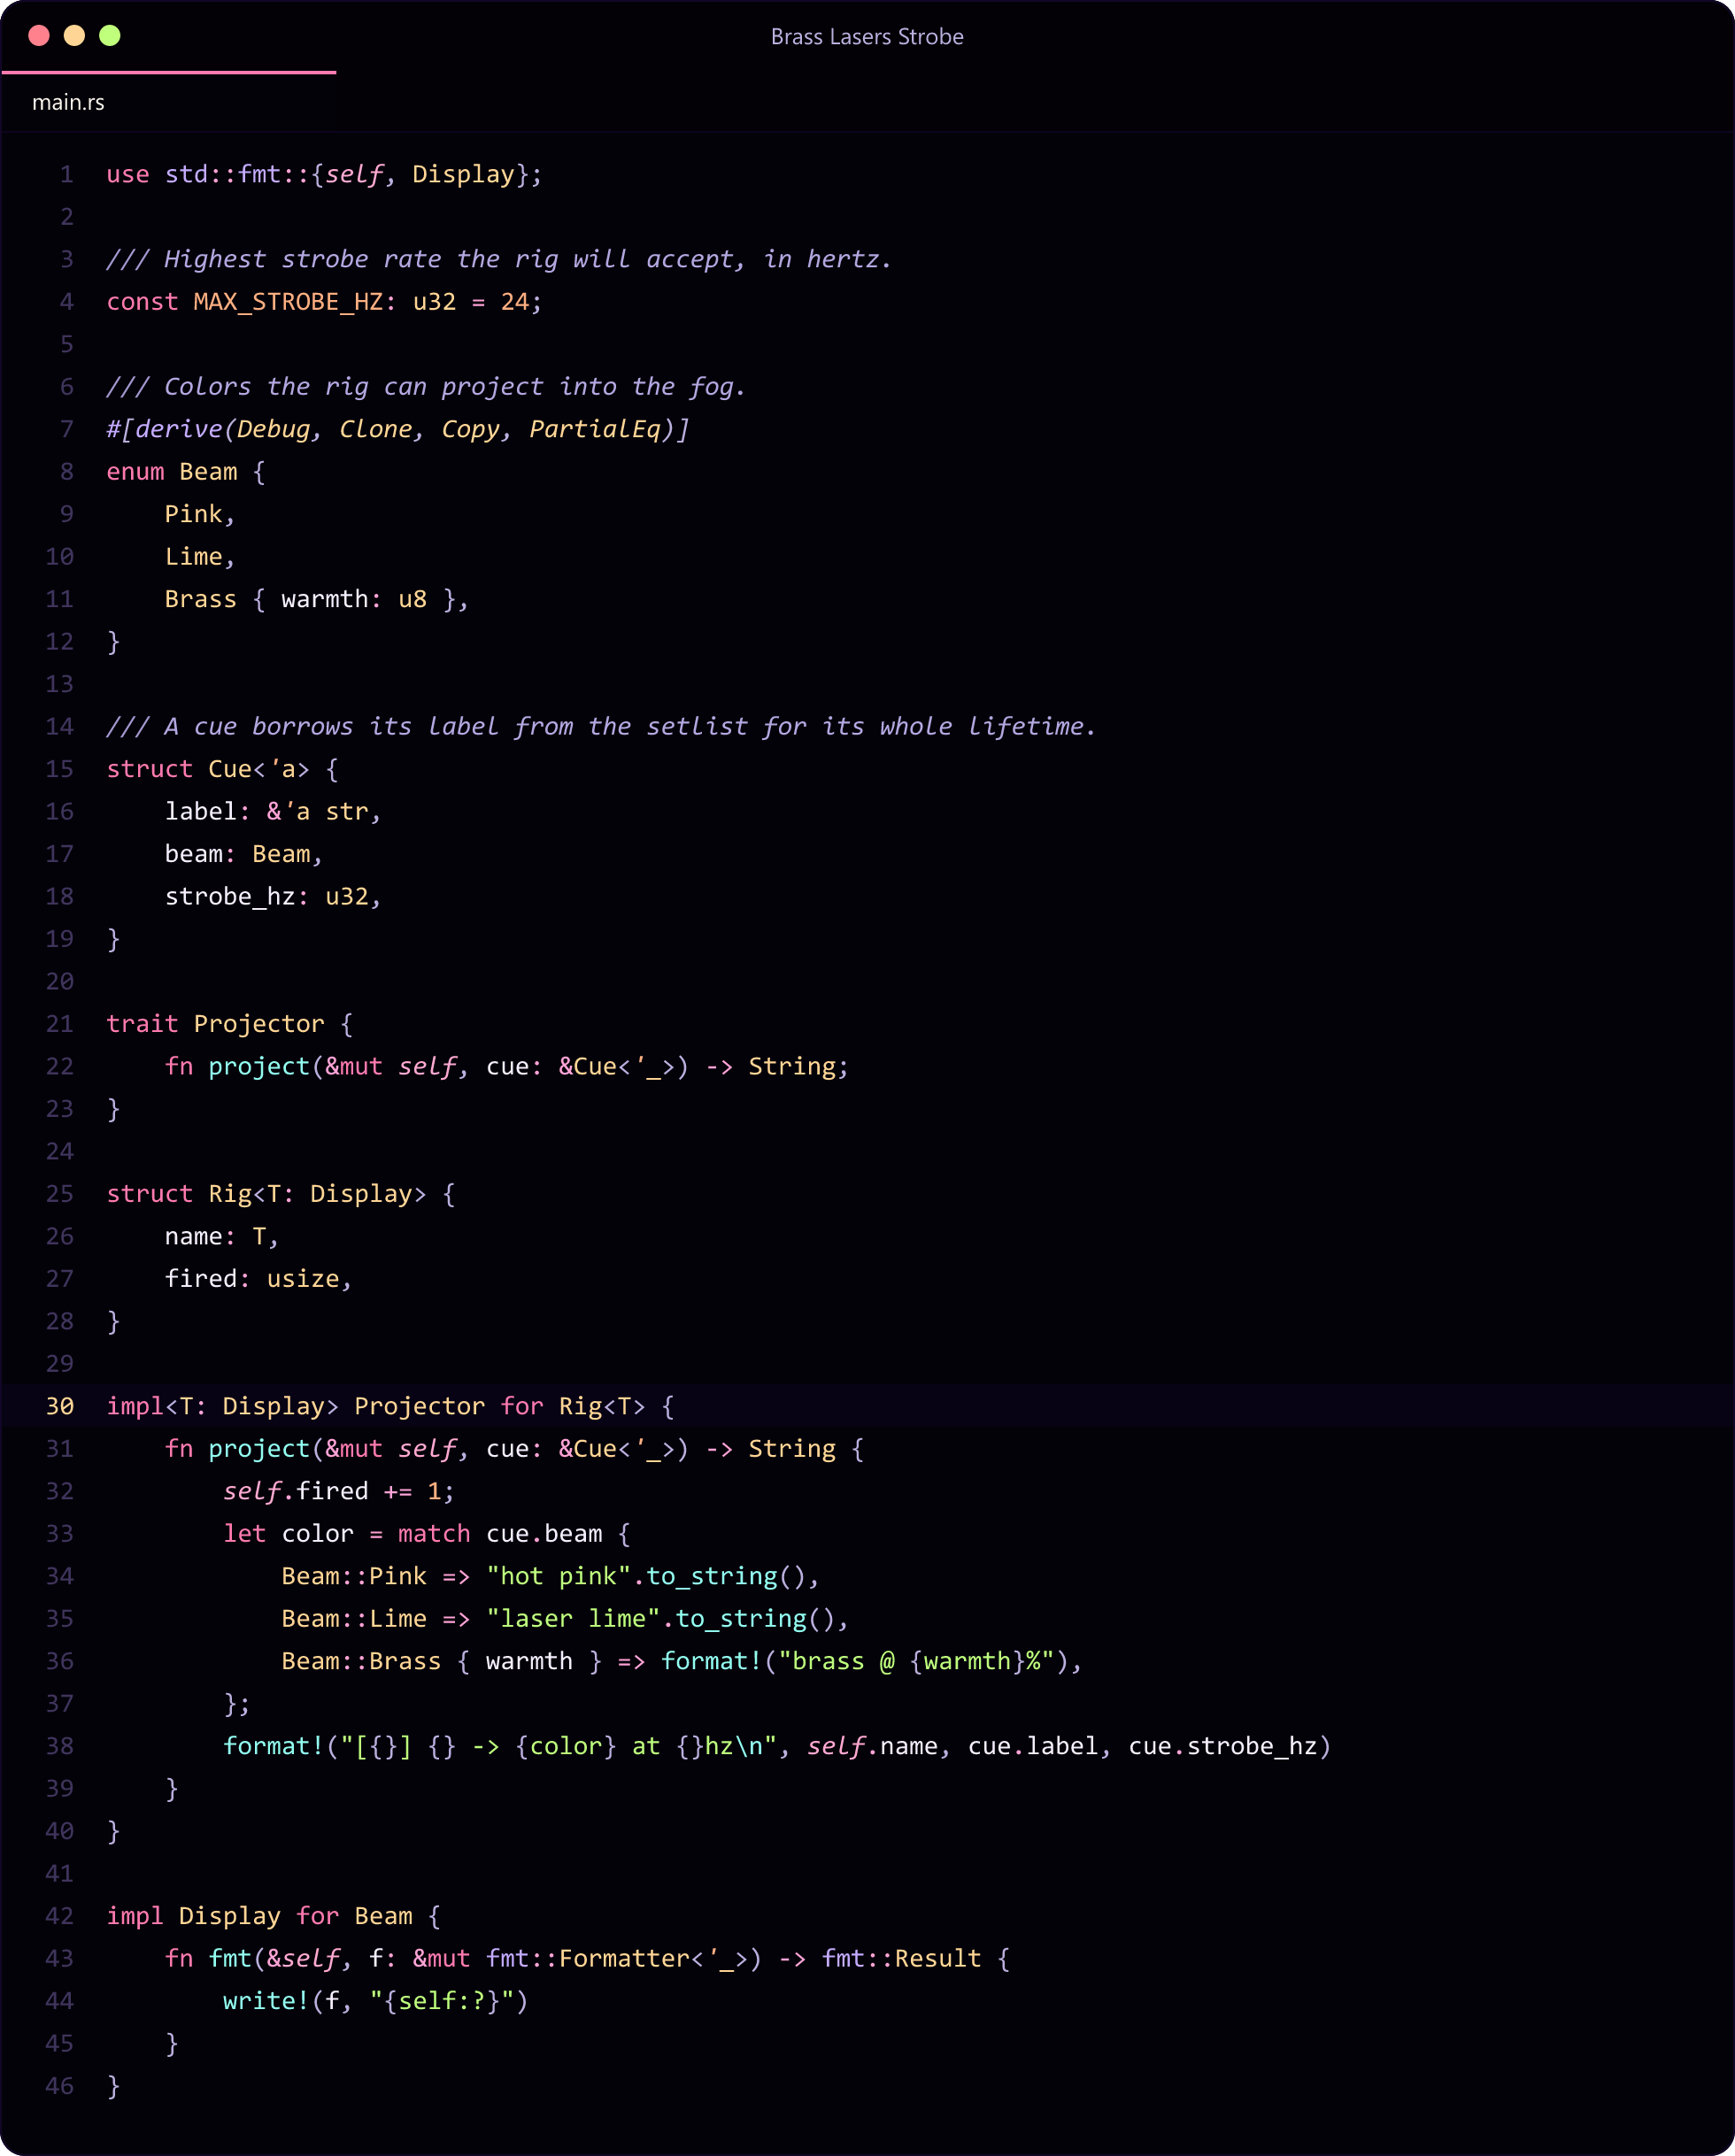 Brass Lasers Strobe
main.rs
1 use std::fmt::{self, Display};
2
3 /// Highest strobe rate the rig will accept, in hertz.
4 const MAX_STROBE_HZ: u32 = 24;
5
6 /// Colors the rig can project into the fog.
7 #[derive(Debug, Clone, Copy, PartialEq)]
8 enum Beam {
9     Pink,
10     Lime,
11     Brass { warmth: u8 },
12 }
13
14 /// A cue borrows its label from the setlist for its whole lifetime.
15 struct Cue<'a> {
16     label: &'a str,
17     beam: Beam,
18     strobe_hz: u32,
19 }
20
21 trait Projector {
22     fn project(&mut self, cue: &Cue<'_>) -> String;
23 }
24
25 struct Rig<T: Display> {
26     name: T,
27     fired: usize,
28 }
29
30 impl<T: Display> Projector for Rig<T> {
31     fn project(&mut self, cue: &Cue<'_>) -> String {
32         self.fired += 1;
33         let color = match cue.beam {
34             Beam::Pink => "hot pink".to_string(),
35             Beam::Lime => "laser lime".to_string(),
36             Beam::Brass { warmth } => format!("brass @ {warmth}%"),
37         };
38         format!("[{}] {} -> {color} at {}hz\n", self.name, cue.label, cue.strobe_hz)
39     }
40 }
41
42 impl Display for Beam {
43     fn fmt(&self, f: &mut fmt::Formatter<'_>) -> fmt::Result {
44         write!(f, "{self:?}")
45     }
46 }